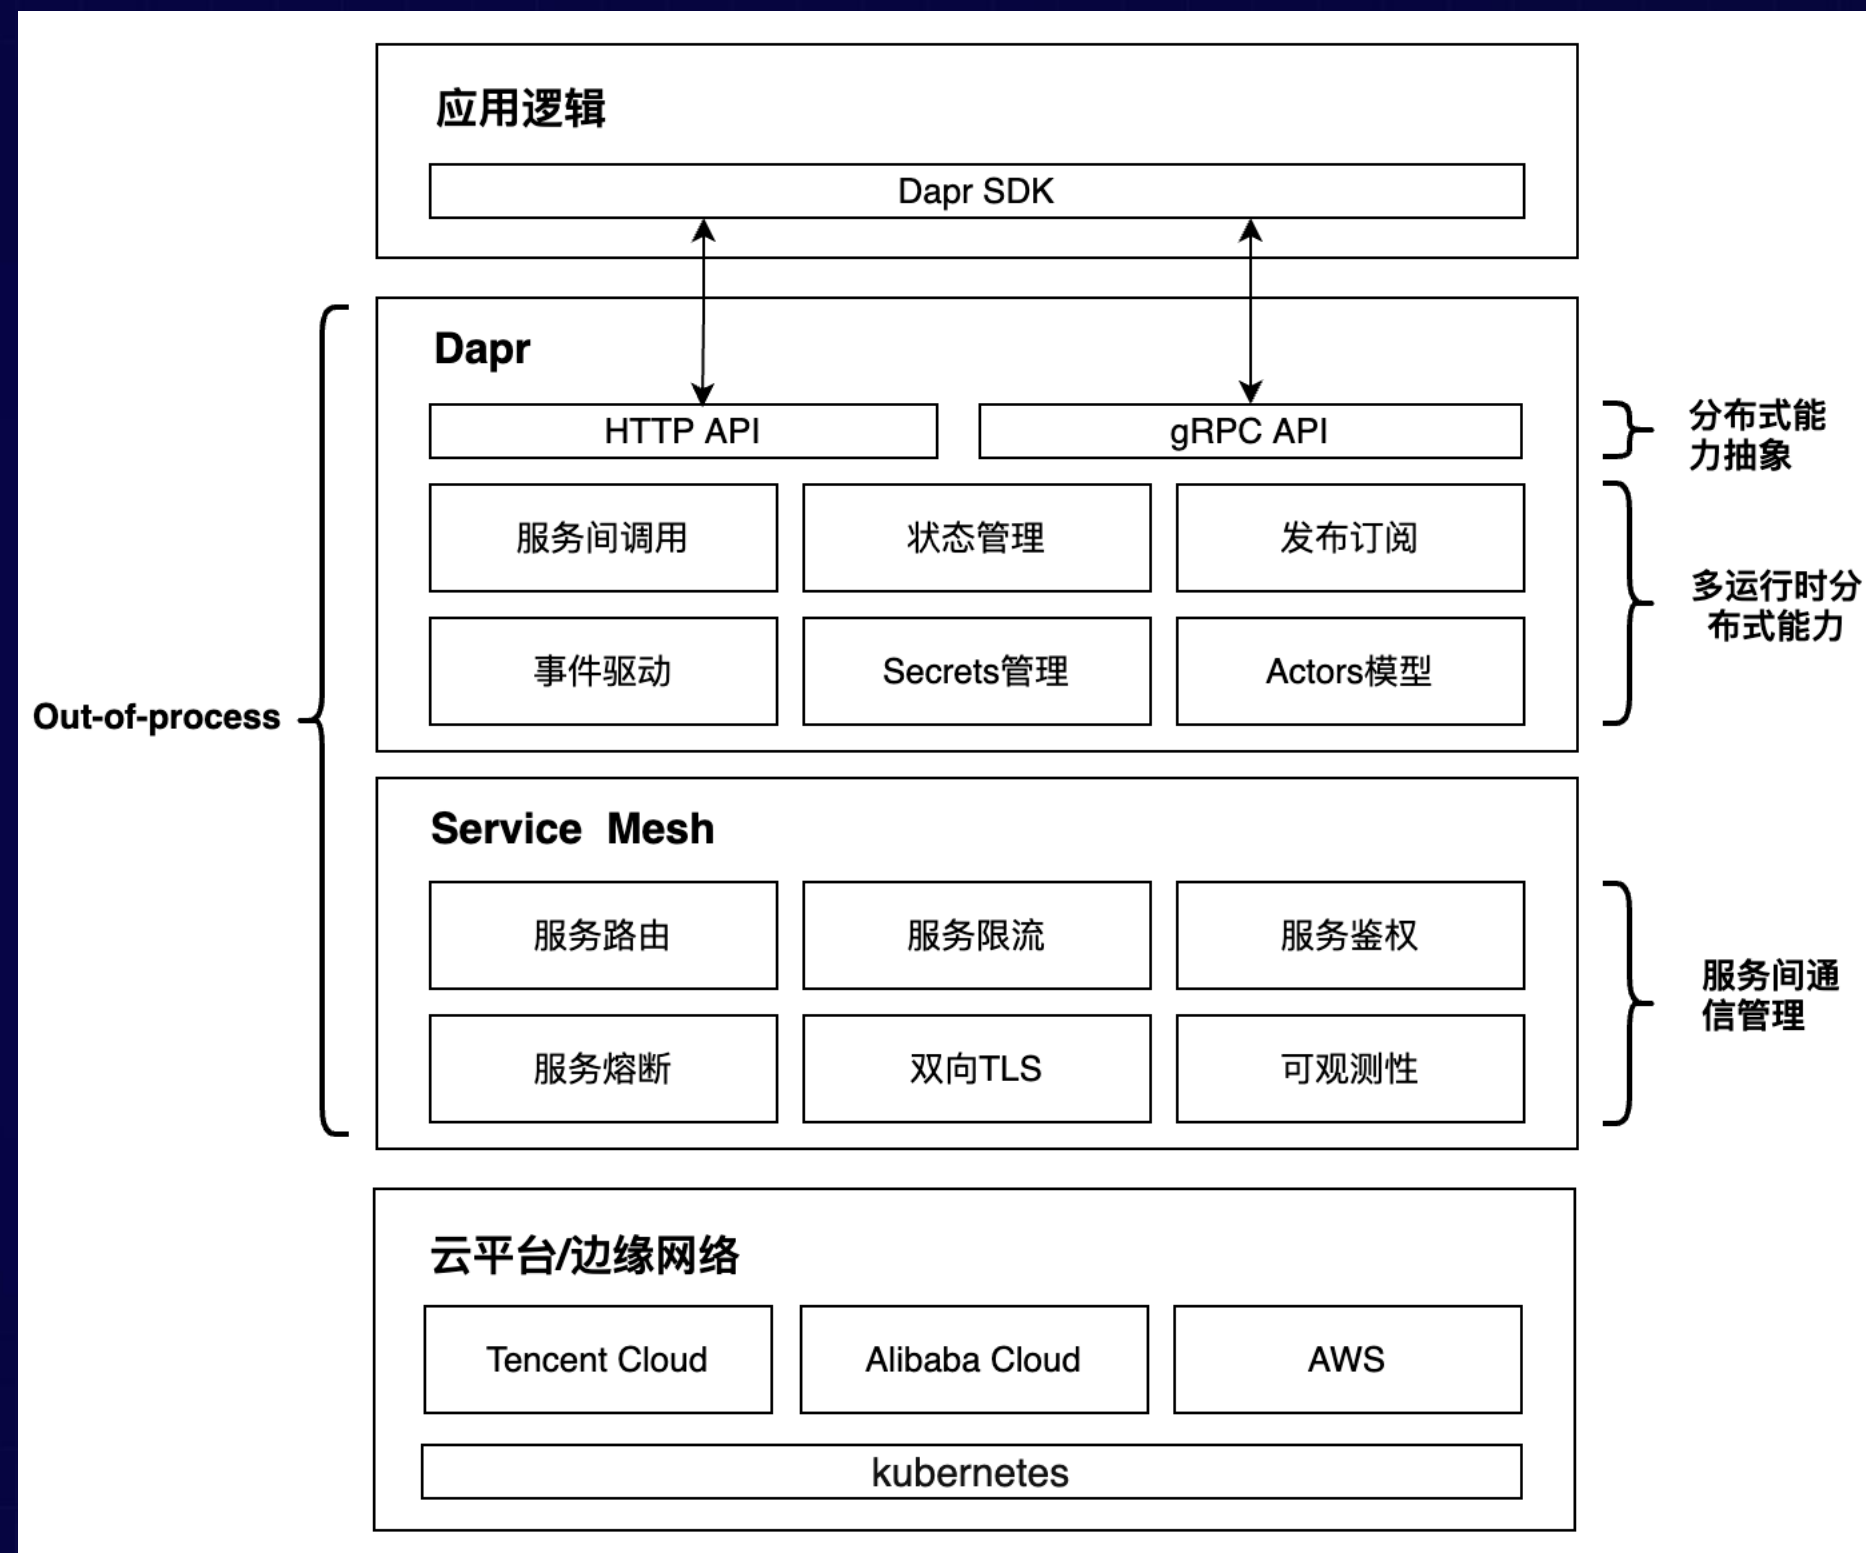 应用逻辑
Dapr SDK
Dapr
HTTP API
gRPC API
分布式能
力抽象
服务间调用
状态管理
发布订阅
多运行时分
布式能力
事件驱动
Secrets管理
Actors模型
Out-of-process
Service Mesh
服务路由
服务限流
服务鉴权
服务间通
信管理
服务熔断
双向TLS
可观测性
云平台/边缘网络
Tencent Cloud
Alibaba Cloud
AWS
kubernetes